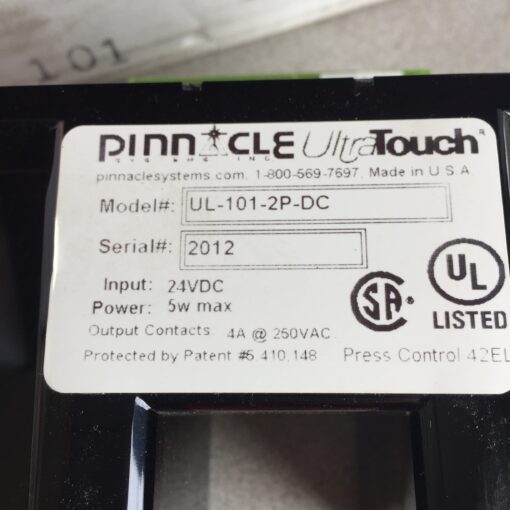 101
PINNACLE UltraTouch®
SYSTEMS INC
pinnaclesystems.com. 1-800-569-7697. Made in U.S.A.
Model#: UL-101-2P-DC
Serial#: 2012
Input: 24VDC
Power: 5w max
Output Contacts: 4A @ 250VAC
Protected by Patent #5,410,148
SA ®
UL
LISTED
Press Control 42EL